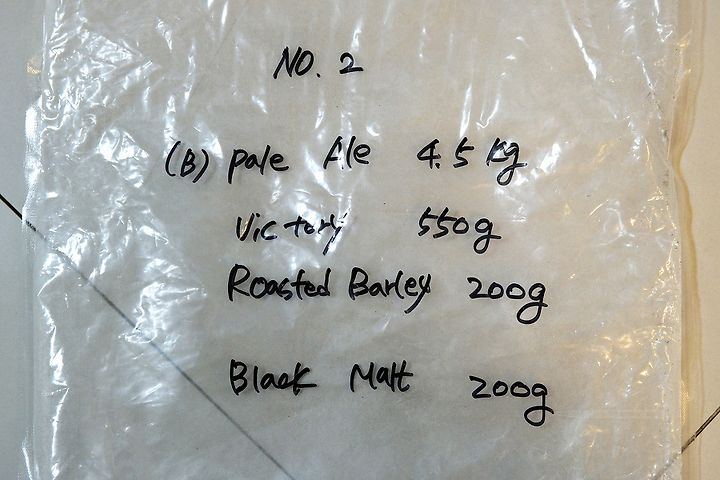 NO. 2
(B) Pale Ale 4.5 Kg
Victory 550g
Roasted Barley 200g
Black Malt 200g